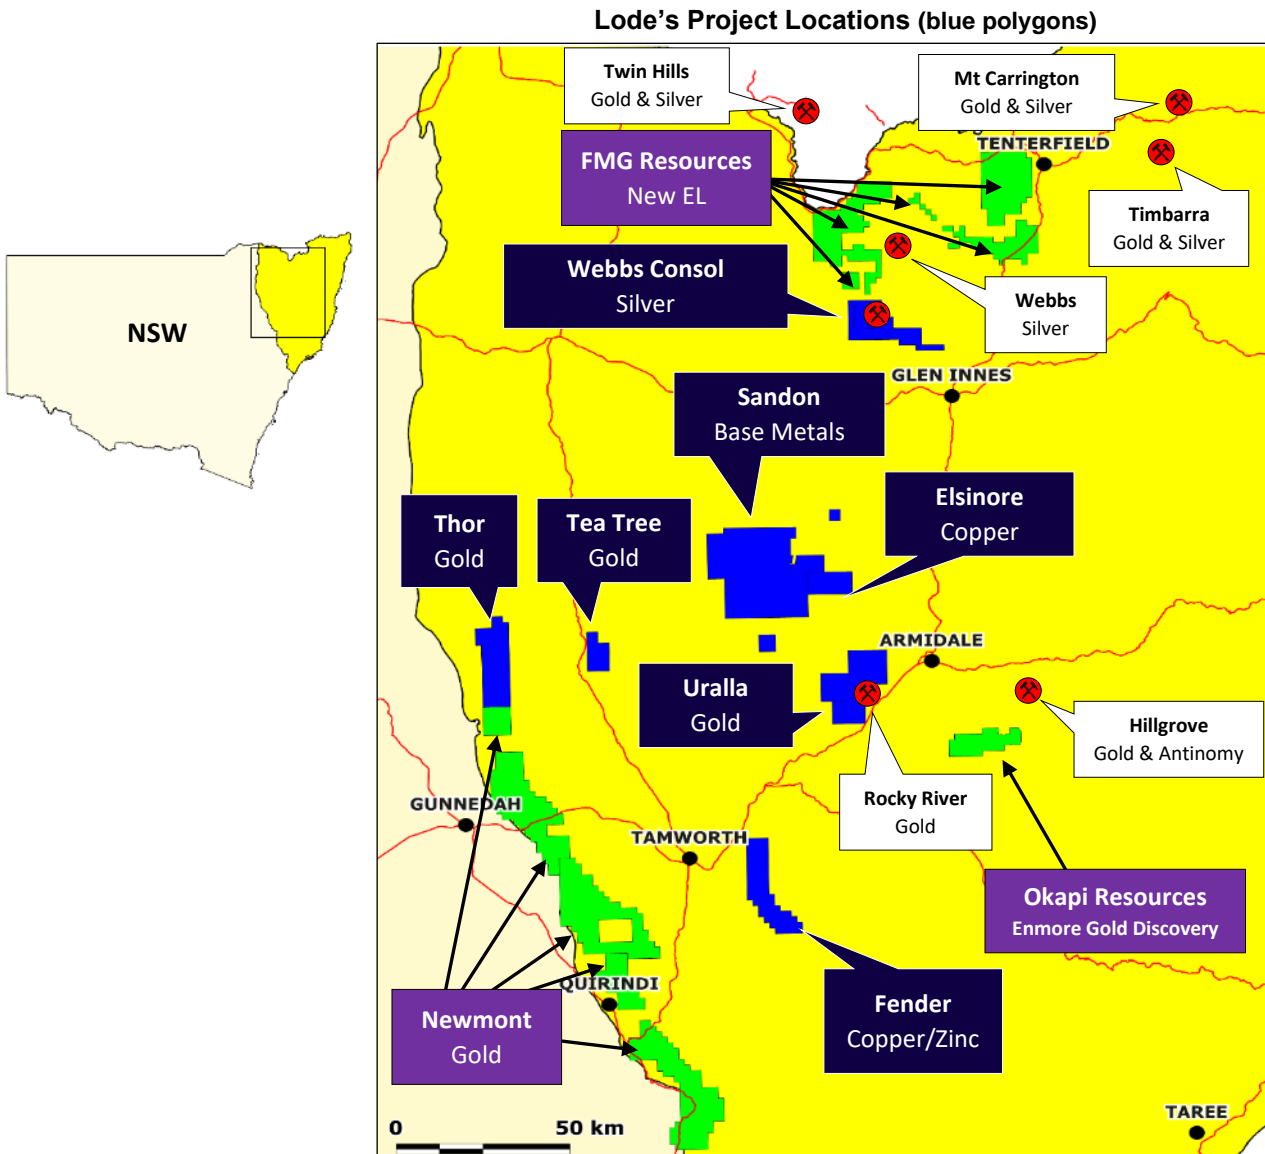 Lode's Project Locations (blue polygons)
Twin Hills
Gold & Silver
Mt Carrington
Gold & Silver
TENTERFIELD
FMG Resources
New EL
Timbarra
Gold & Silver
Webbs Consol
Silver
Webbs
Silver
NSW
GLEN INNES
Sandon
Base Metals
Elsinore
Copper
Thor
Gold
Tea Tree
Gold
ARMIDALE
Uralla
Gold
Hillgrove
Gold & Antinomy
Rocky River
Gold
GUNNEDAH
TAMWORTH
Okapi Resources
Enmore Gold Discovery
QUIRINDI
Newmont
Gold
Fender
Copper/Zinc
TAREE
0 50 km